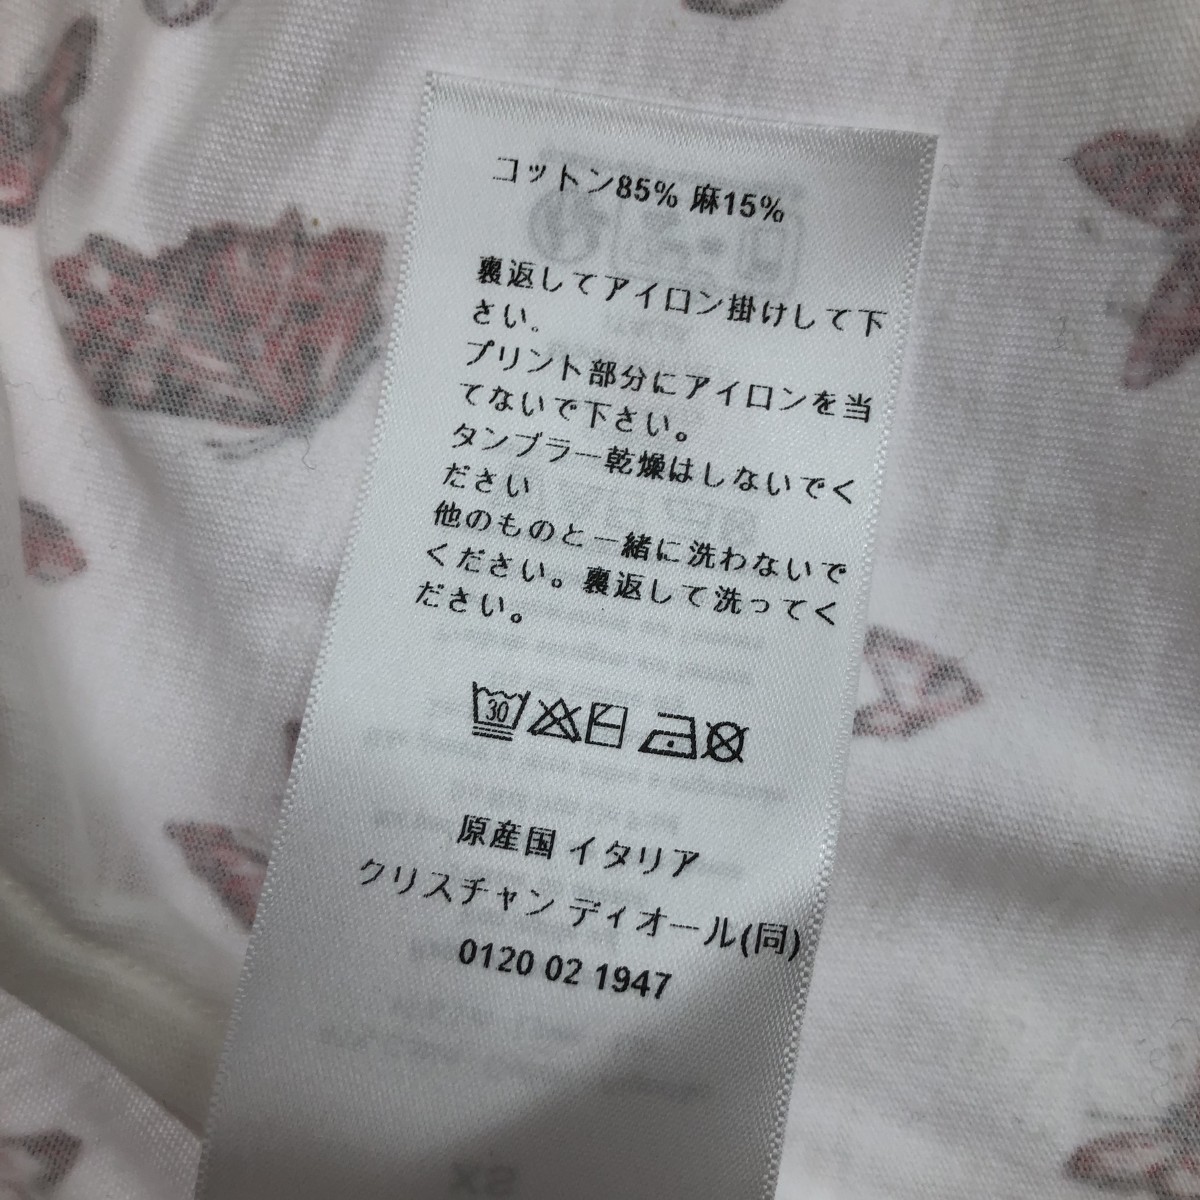 コットン85% 麻15%
裏返してアイロン掛けして下
さい.
プリント部分にアイロンを当
てないで下さい。
タンブラー乾燥はしないでく
ださい
他のものと一緒に洗わないで
ください。裏返して洗ってく
ださい。
30
原産国 イタリア
クリスチャン ディオール(同)
0120 02 1947